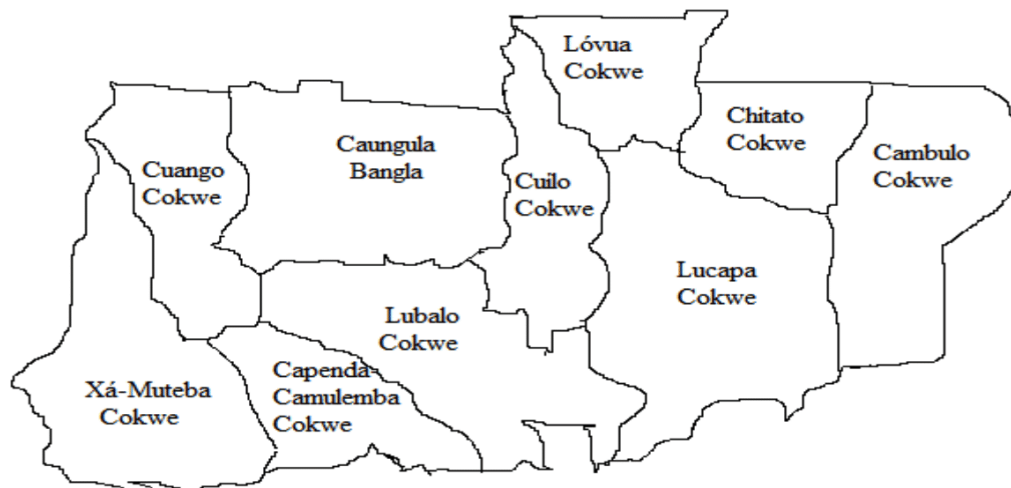 Lóvua
Cokwe
Chitato
Cokwe
Caungula
Bangla
Cuango
Cokwe
Cuilo
Cokwe
Cambulo
Cokwe
Lucapa
Cokwe
Lubalo
Cokwe
Capenda-
Camulemba
Cokwe
Xá-Muteba
Cokwe